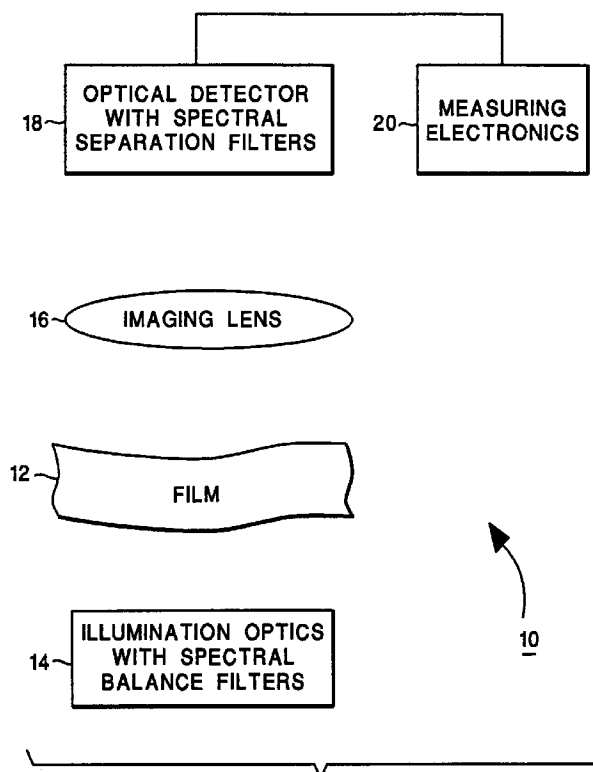 OPTICAL DETECTOR
WITH SPECTRAL
SEPARATION FILTERS
18
MEASURING
ELECTRONICS
20
16
IMAGING LENS
12
FILM
ILLUMINATION OPTICS
WITH SPECTRAL
BALANCE FILTERS
14
10